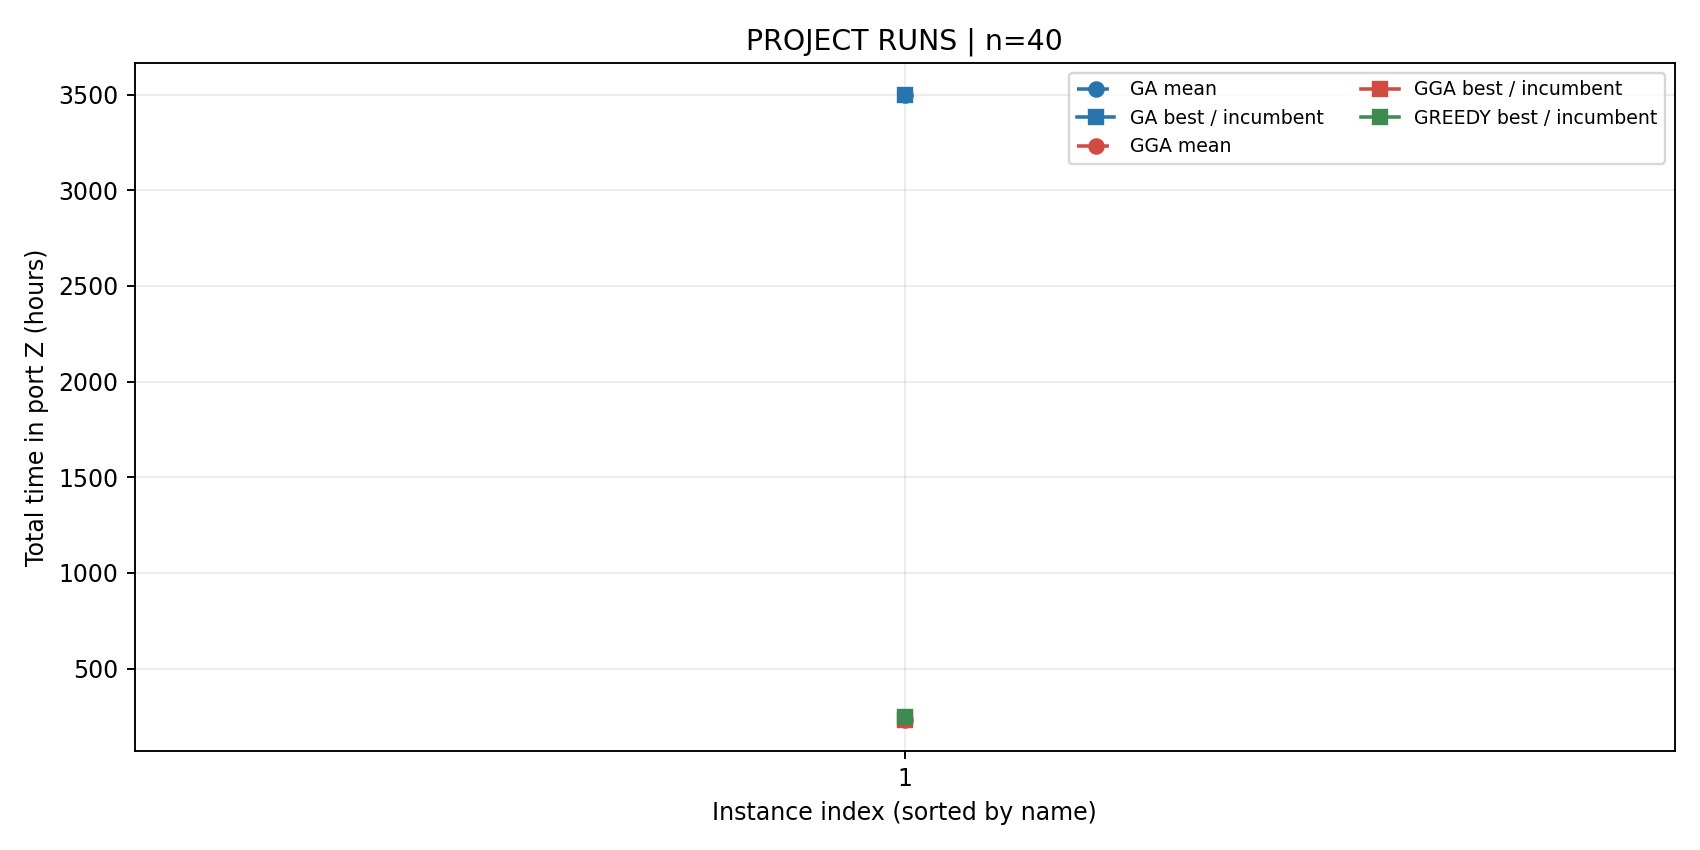 PROJECT RUNS | n=40
GA mean
GA best / incumbent
GGA mean
GGA best / incumbent
GREEDY best / incumbent
Total time in port Z (hours)
3500
3000
2500
2000
1500
1000
500
1
Instance index (sorted by name)